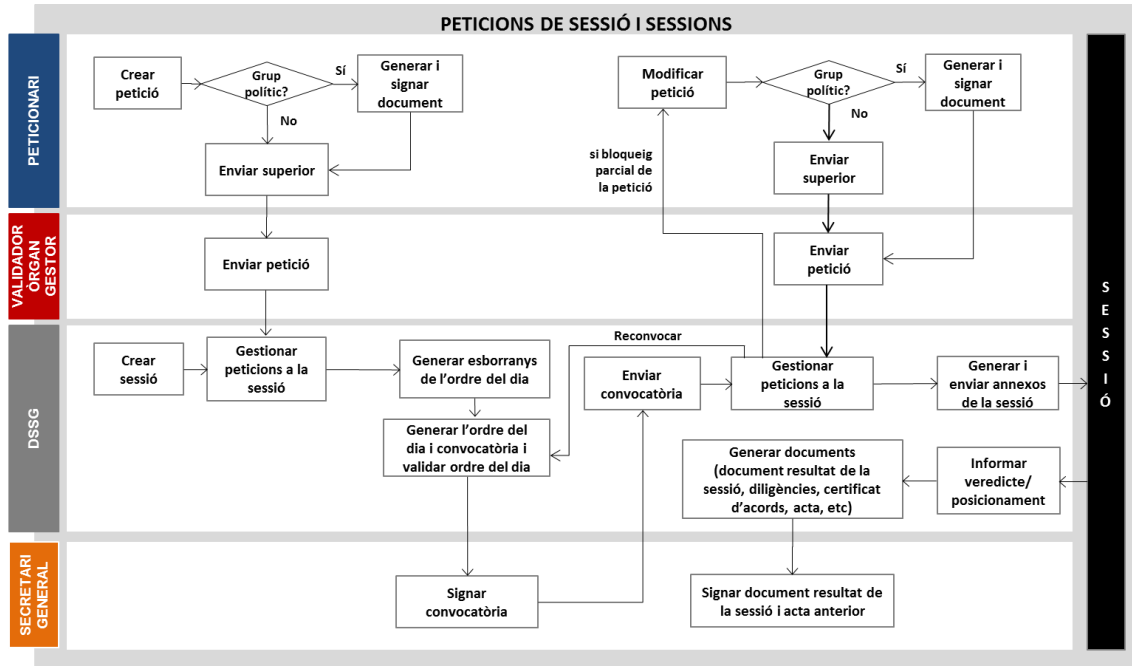 PETICIONS DE SESSIÓ I SESSIONS
PETICIONARI
Crear
petició
Grup
polític?
Sí
Generar i
signar
document
No
Enviar superior
Modificar
petició
Grup
polític?
Sí
Generar i
signar
document
No
Enviar
superior
si bloqueig
parcial de
la petició
VALIDADOR
ÒRGAN
GESTOR
Enviar petició
Enviar
petició
DSSG
Crear
sessió
Gestionar
peticions a la
sessió
Generar esborranys
de l’ordre del dia
Generar l’ordre del
dia i convocatòria i
validar ordre del dia
Reconvocar
Enviar
convocatòria
Gestionar
peticions a la
sessió
Generar i
enviar annexos
de la sessió
Generar documents
(document resultat de la
sessió, diligències, certificat
d’acords, acta, etc)
Informar
veredicte/
posicionament
SECRETARI
GENERAL
Signar
convocatòria
Signar document resultat de
la sessió i acta anterior
S
E
S
S
I
Ó